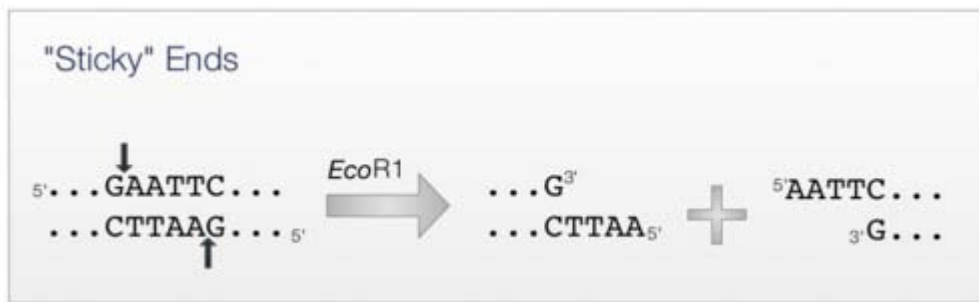 "Sticky" Ends
5'...GAATTC...
...CTTAAG...5'
EcoR1
...G3'
...CTTAA5'
5'AATTC...
3'G...